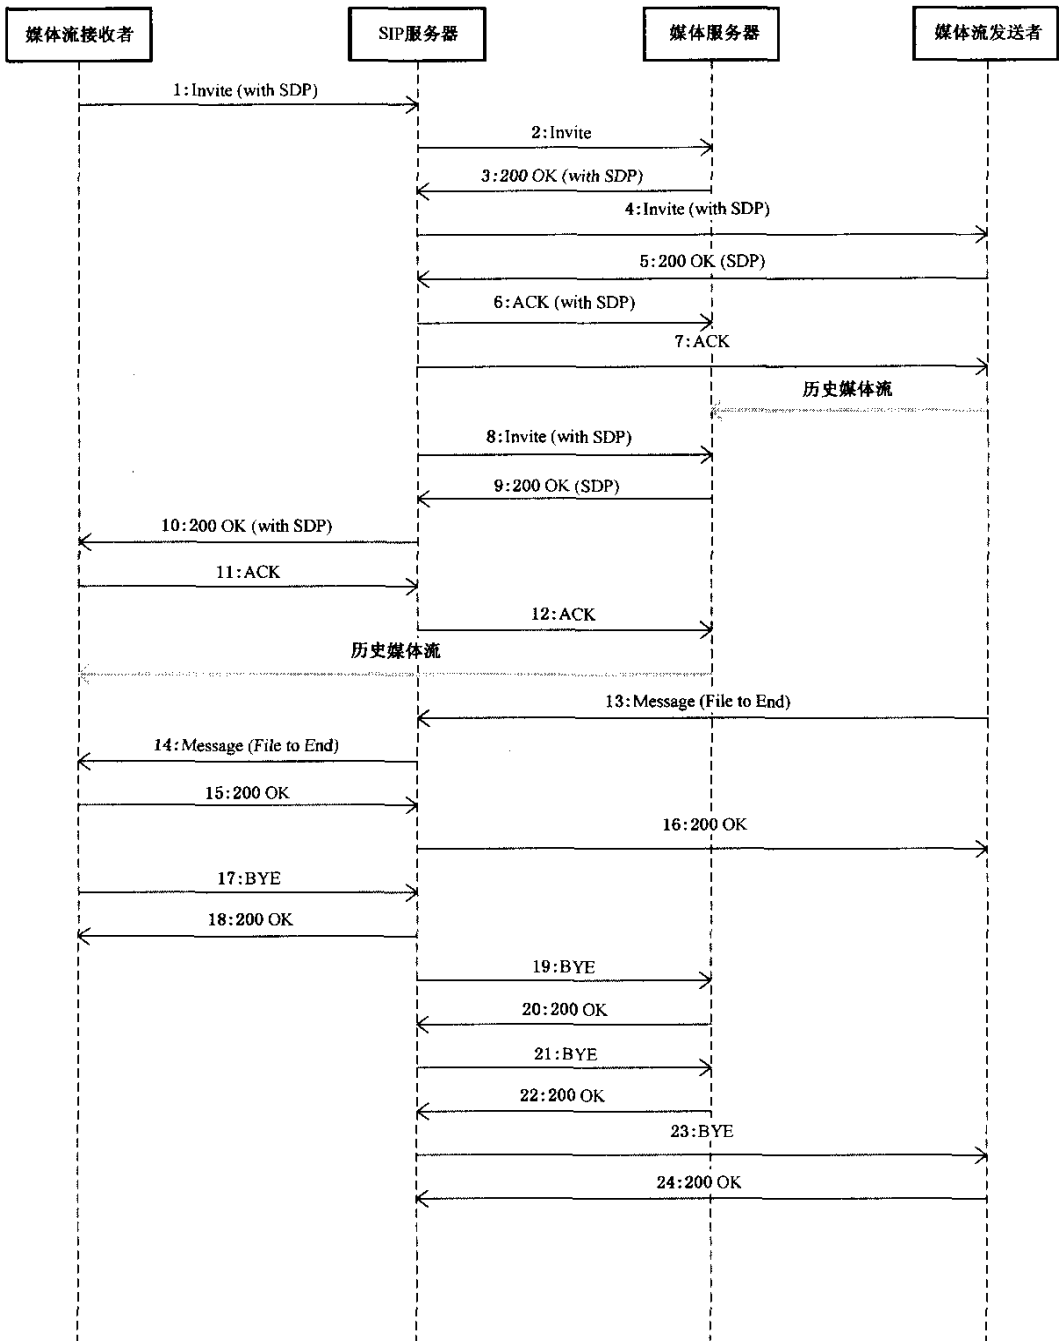 媒体流接收者
SIP服务器
媒体服务器
媒体流发送者
1:Invite (with SDP)
2:Invite
3:200 OK (with SDP)
4:Invite (with SDP)
5:200 OK (SDP)
6:ACK (with SDP)
7:ACK
历史媒体流
8:Invite (with SDP)
9:200 OK (SDP)
10:200 OK (with SDP)
11:ACK
12:ACK
历史媒体流
13:Message (File to End)
14:Message (File to End)
15:200 OK
16:200 OK
17:BYE
18:200 OK
19:BYE
20:200 OK
21:BYE
22:200 OK
23:BYE
24:200 OK